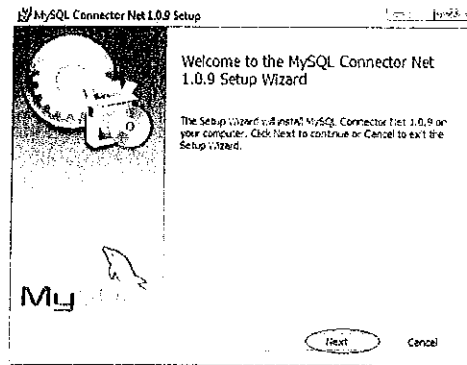 MySQL Connector Net 1.0.9 Setup
Welcome to the MySQL Connector Net
1.0.9 Setup Wizard
The Setup Wizard will install MySQL Connector Net 1.0.9 on
your computer. Click Next to continue or Cancel to exit the
Setup Wizard.
My
Next Cancel